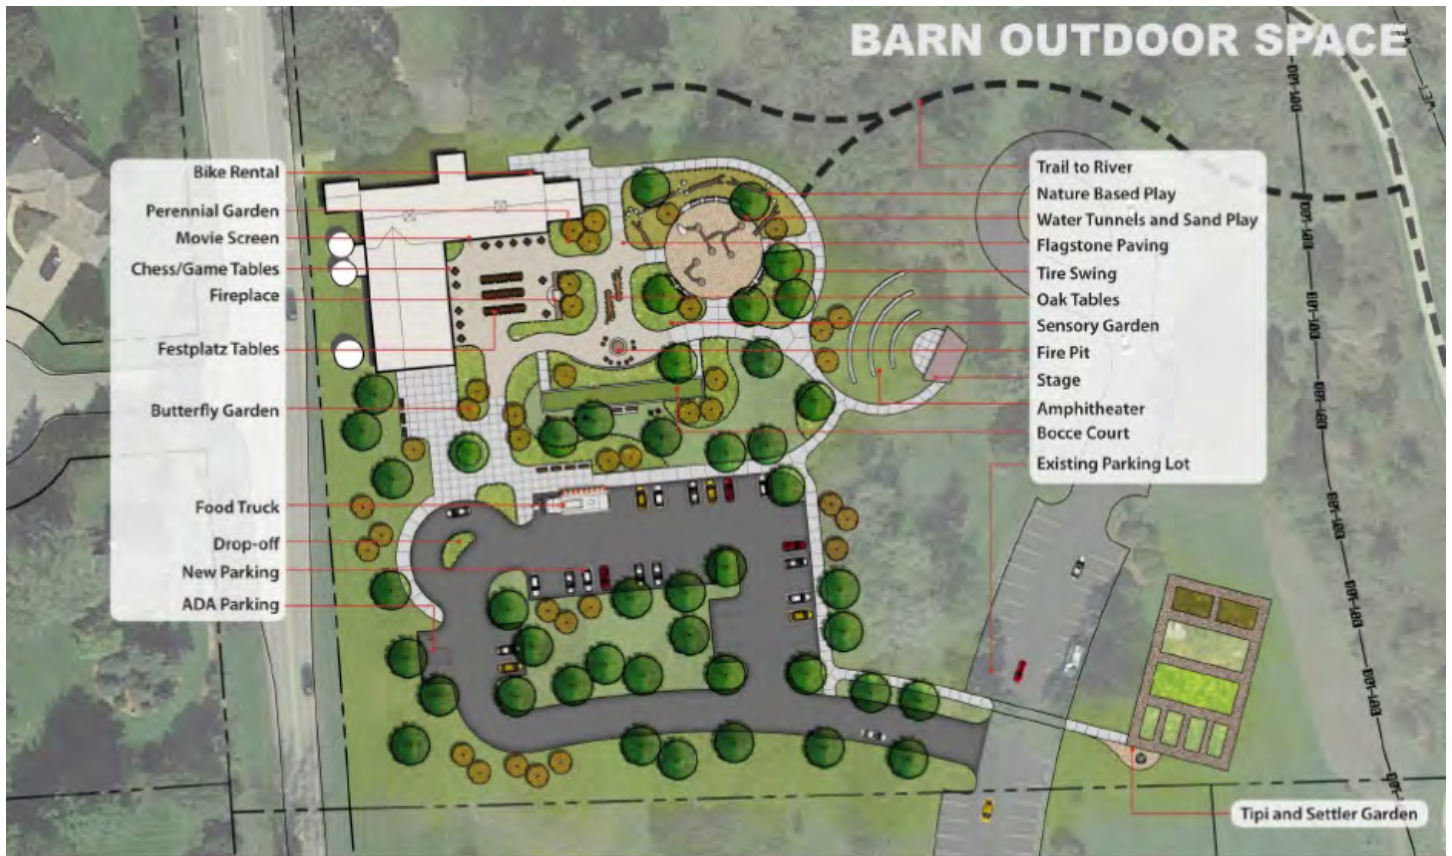 BARN OUTDOOR SPACE
Bike Rental
Perennial Garden
Movie Screen
Chess/Game Tables
Fireplace
Festplatz Tables
Butterfly Garden
Food Truck
Drop-off
New Parking
ADA Parking
Trail to River
Nature Based Play
Water Tunnels and Sand Play
Flagstone Paving
Tire Swing
Oak Tables
Sensory Garden
Fire Pit
Stage
Amphitheater
Bocce Court
Existing Parking Lot
Tipi and Settler Garden
WET